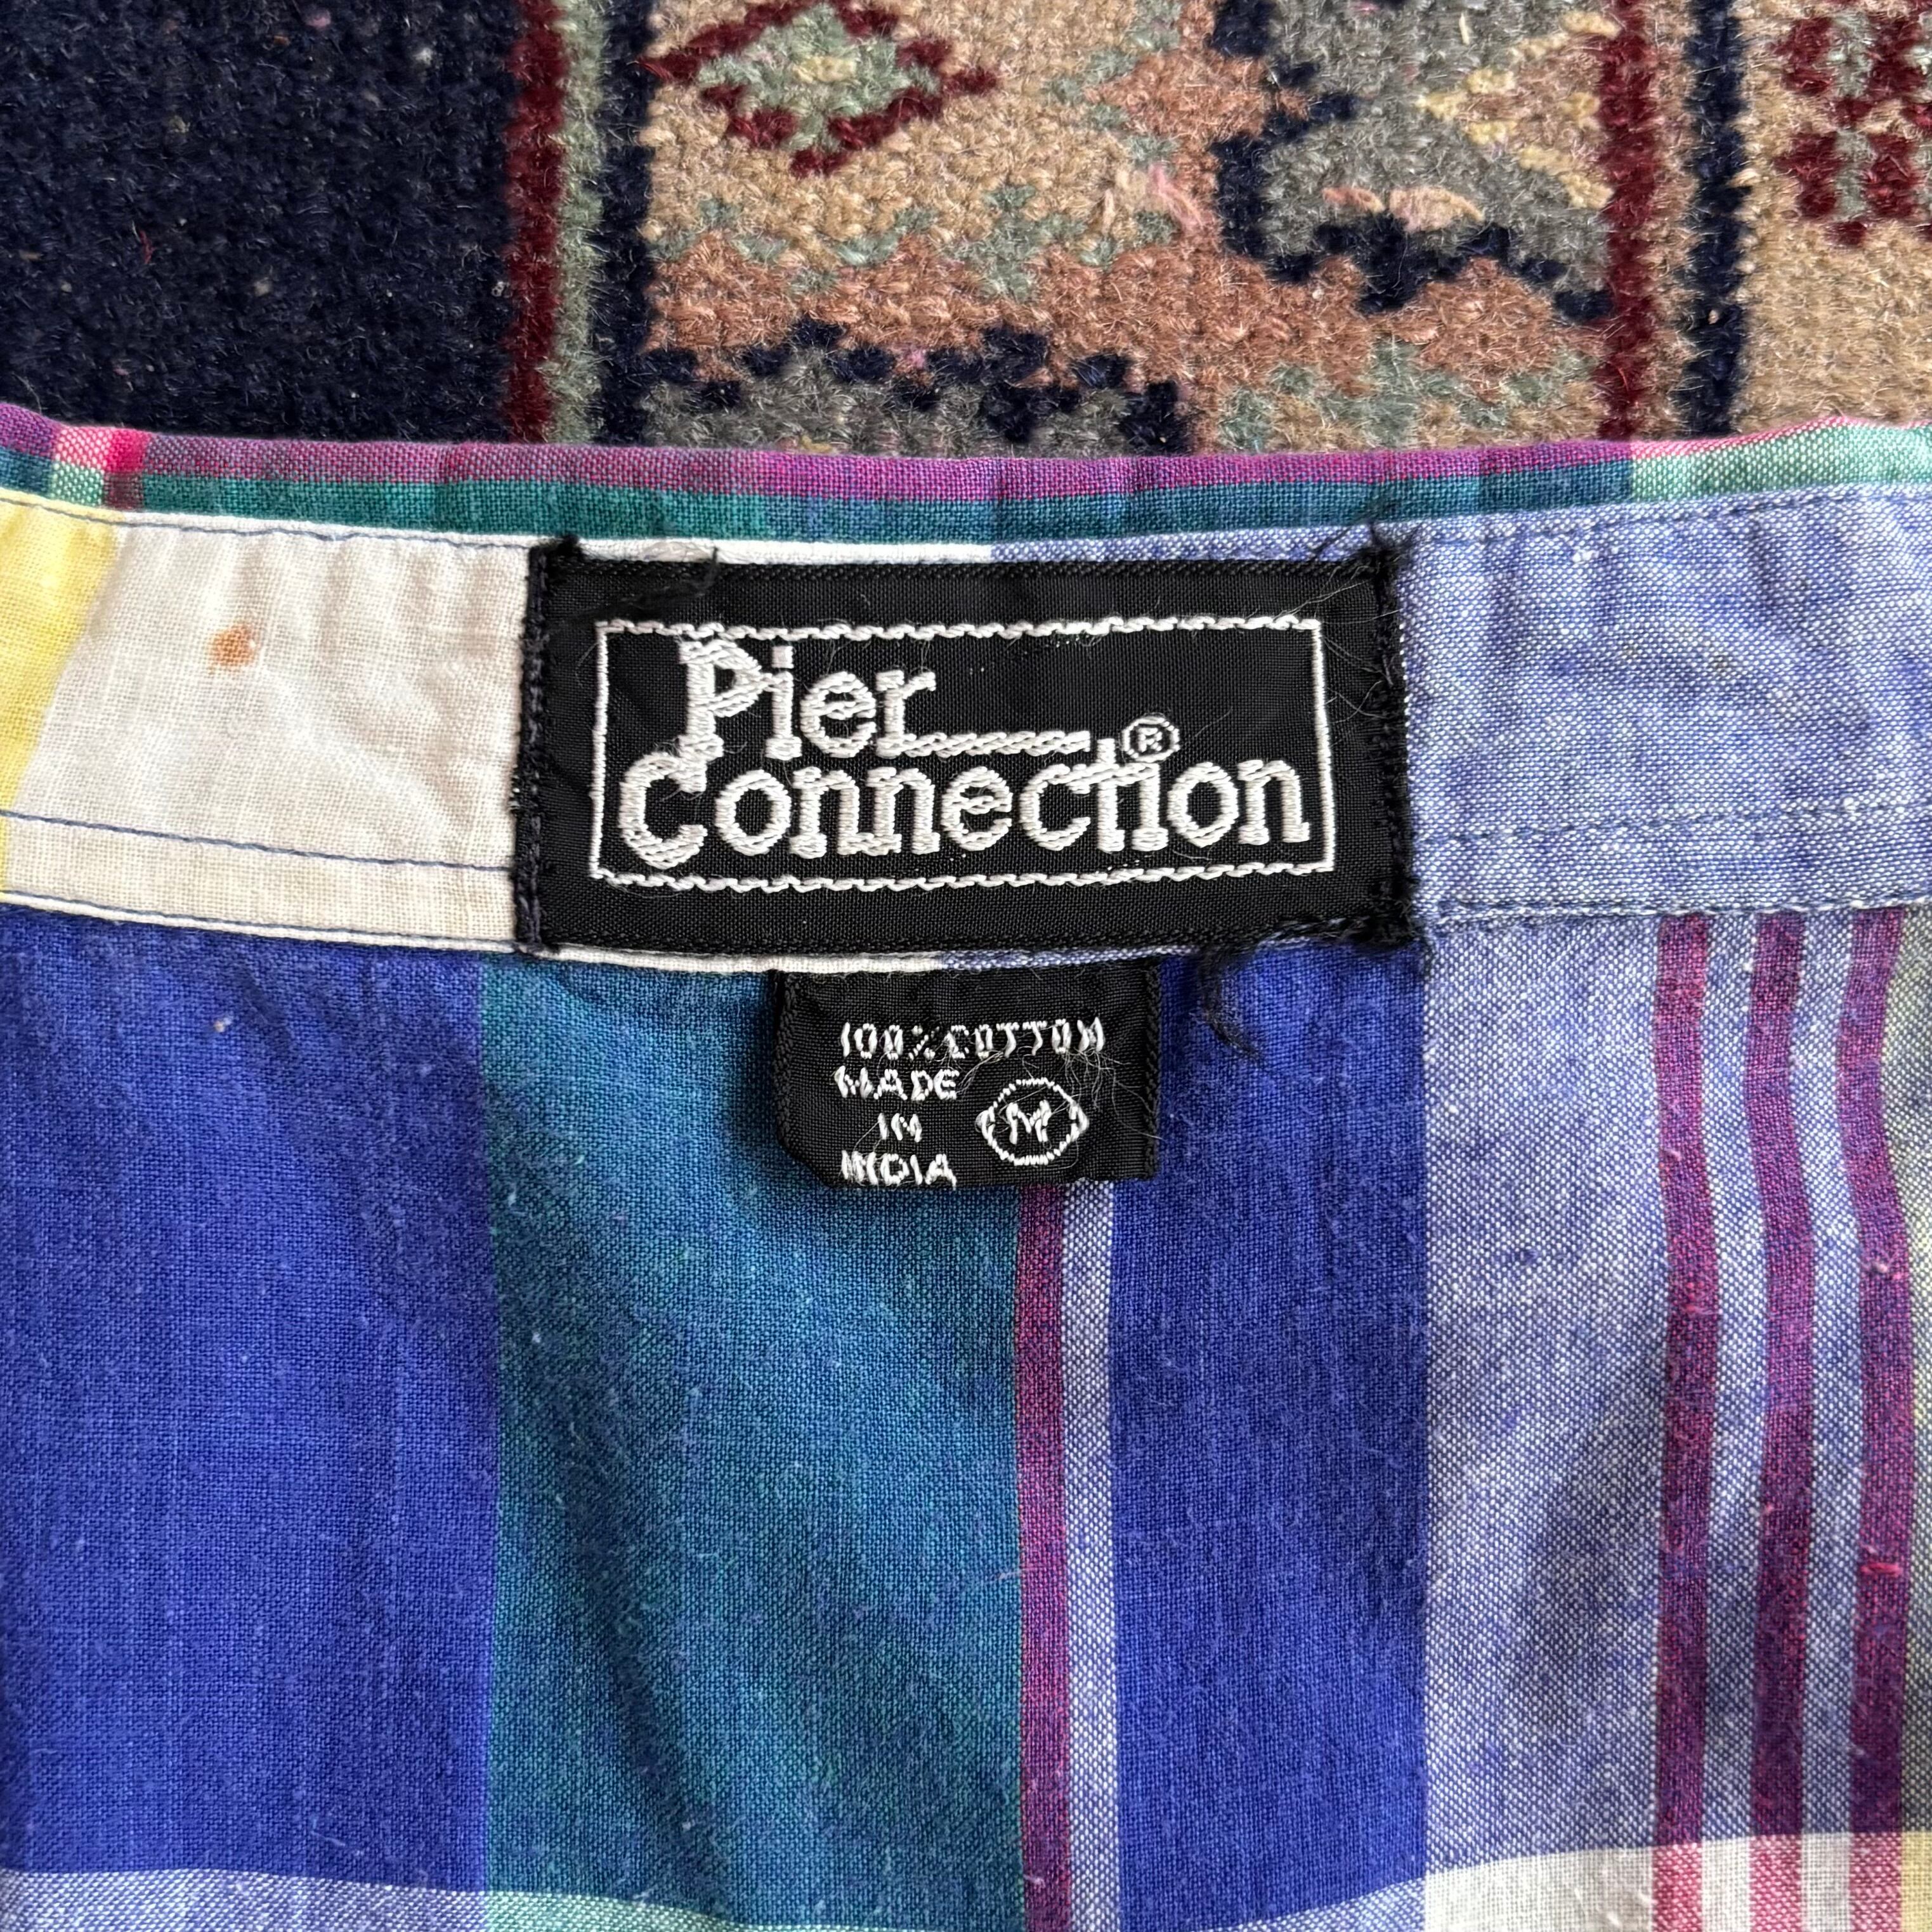 Pier
Connection®
100% COTTON
MADE
IN
INDIA
M